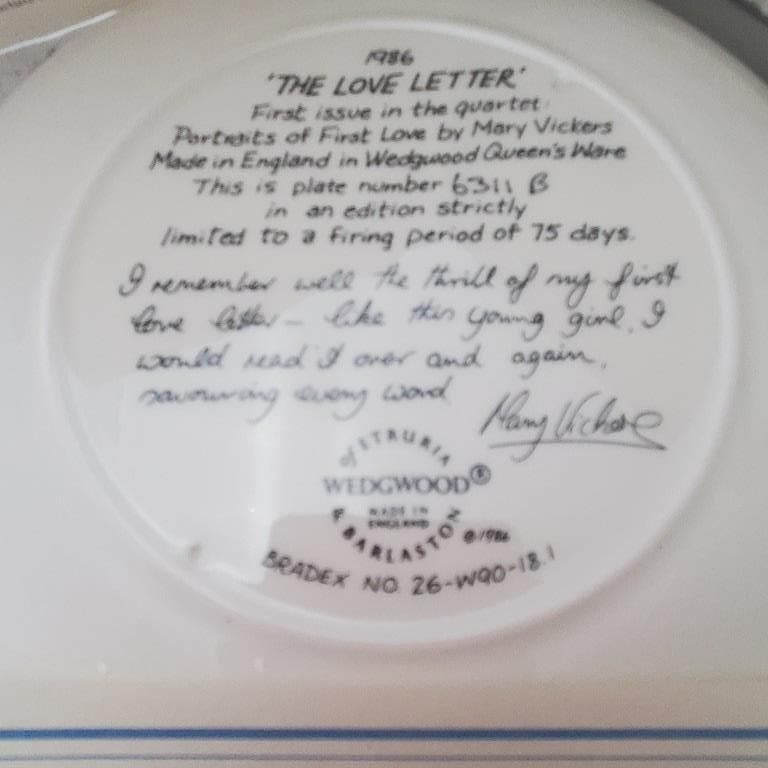 1986
'THE LOVE LETTER'
First issue in the quartet
Portraits of First Love by Mary Vickers
Made in England in Wedgwood Queen's Ware
This is plate number 6311 B
in an edition strictly
limited to a firing period of 75 days.
I remember well the thrill of my first
love letter – like this young girl, I
would read it over and again,
savouring every word
Mary Vickers
of ETRURIA
WEDGWOOD®
MADE IN
ENGLAND
& BARLASTON
©1986
BRADEX NO. 26-W90-18.1